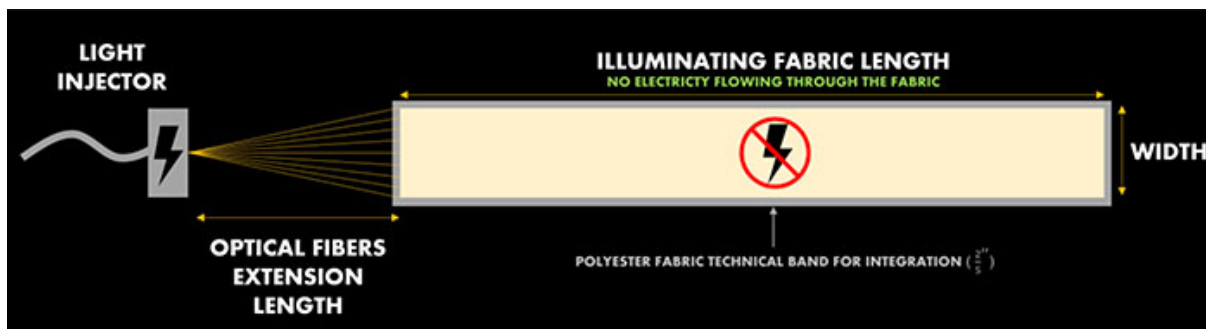 LIGHT
INJECTOR
ILLUMINATING FABRIC LENGTH
NO ELECTRICTY FLOWING THROUGH THE FABRIC
WIDTH
OPTICAL FIBERS
EXTENSION
LENGTH
POLYESTER FABRIC TECHNICAL BAND FOR INTEGRATION